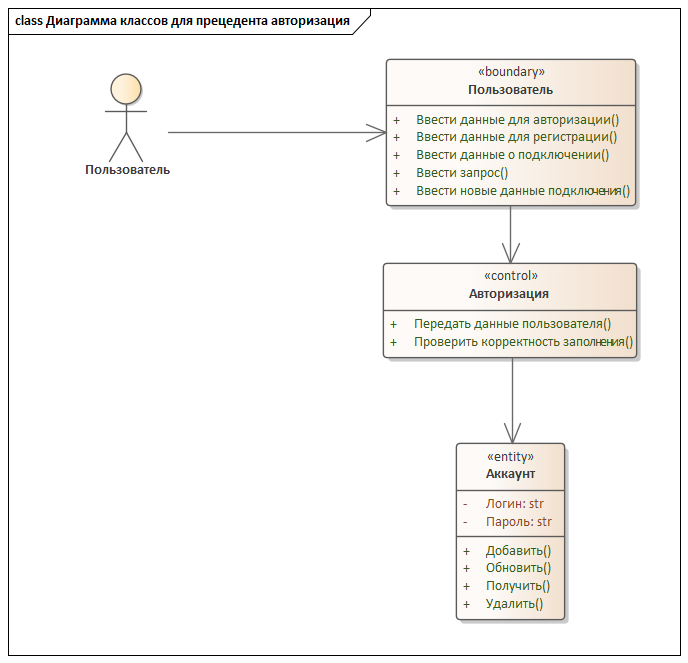 class Диаграмма классов для прецедента авторизация
Пользователь
«boundary»
Пользователь
+ Ввести данные для авторизации()
+ Ввести данные для регистрации()
+ Ввести данные о подключении()
+ Ввести запрос()
+ Ввести новые данные подключения()
«control»
Авторизация
+ Передать данные пользователя()
+ Проверить корректность заполнения()
«entity»
Аккаунт
- Логин: str
- Пароль: str
+ Добавить()
+ Обновить()
+ Получить()
+ Удалить()